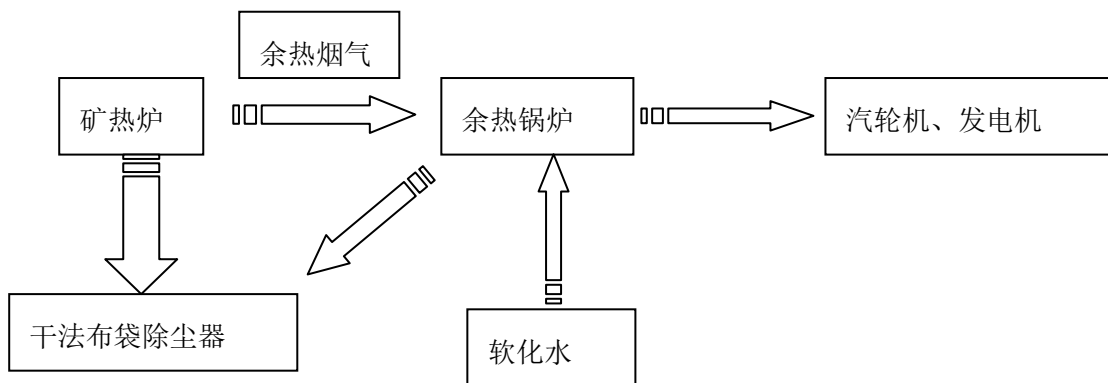 余热烟气
矿热炉
余热锅炉
汽轮机、发电机
干法布袋除尘器
软化水